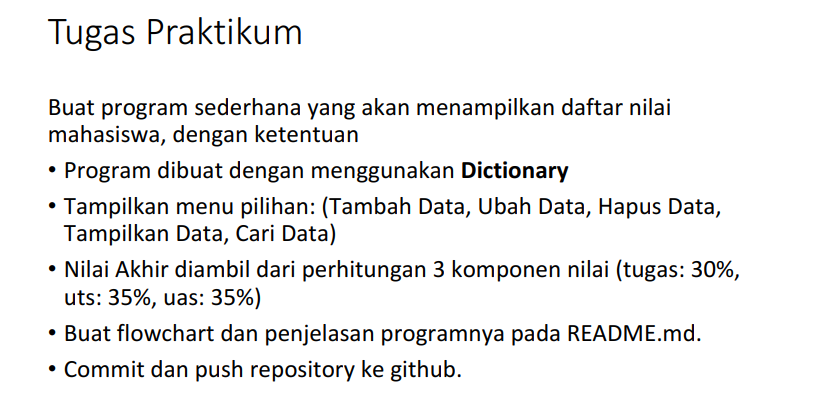 Tugas Praktikum
Buat program sederhana yang akan menampilkan daftar nilai
mahasiswa, dengan ketentuan
• Program dibuat dengan menggunakan Dictionary
• Tampilkan menu pilihan: (Tambah Data, Ubah Data, Hapus Data,
Tampilkan Data, Cari Data)
• Nilai Akhir diambil dari perhitungan 3 komponen nilai (tugas: 30%,
uts: 35%, uas: 35%)
• Buat flowchart dan penjelasan programnya pada README.md.
• Commit dan push repository ke github.